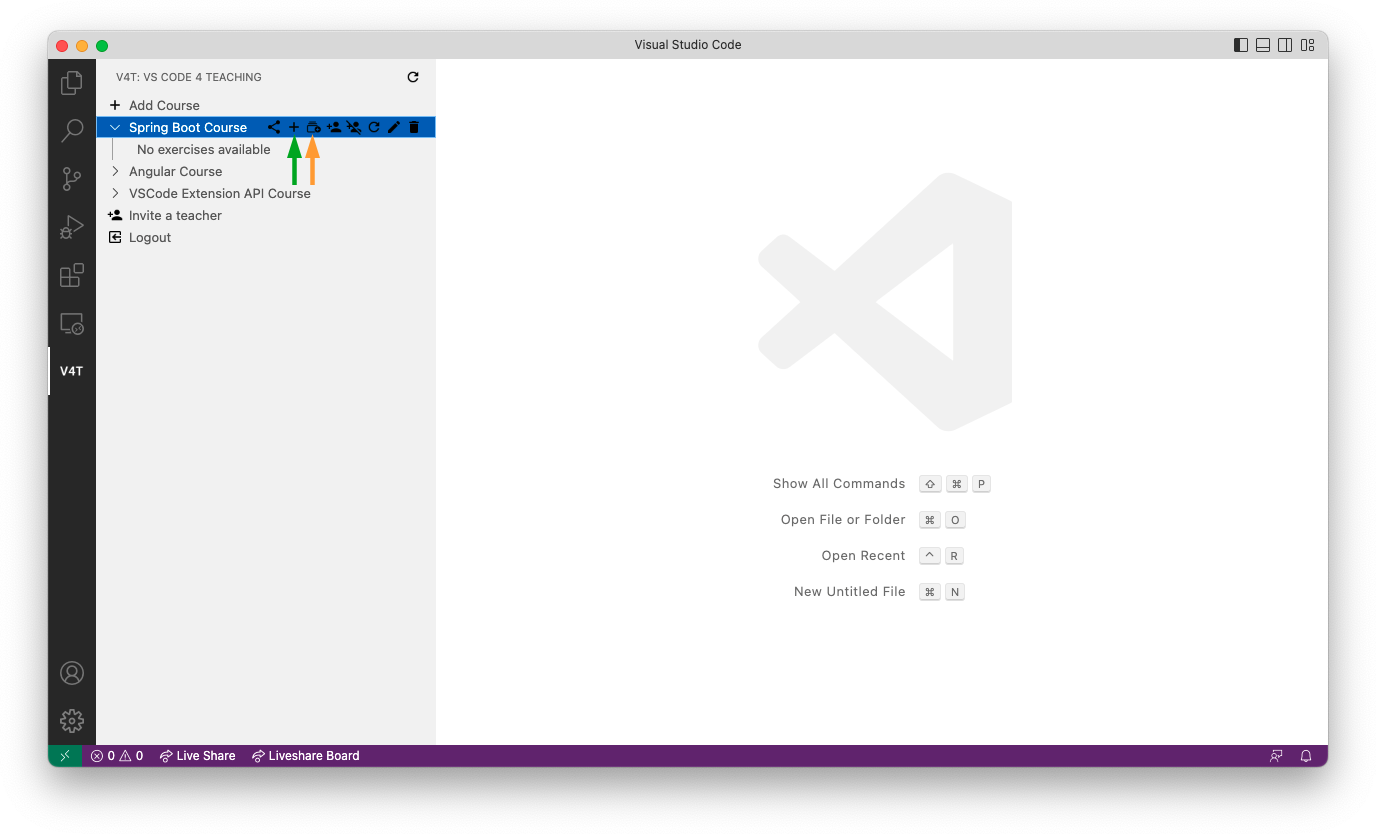 Visual Studio Code
V4T: VS CODE 4 TEACHING
Add Course
Spring Boot Course
No exercises available
Angular Course
VSCode Extension API Course
Invite a teacher
Logout
V4T
Show All Commands ⇧ ⌘ P
Open File or Folder ⌘ O
Open Recent ^ R
New Untitled File ⌘ N
0 0 Live Share Liveshare Board